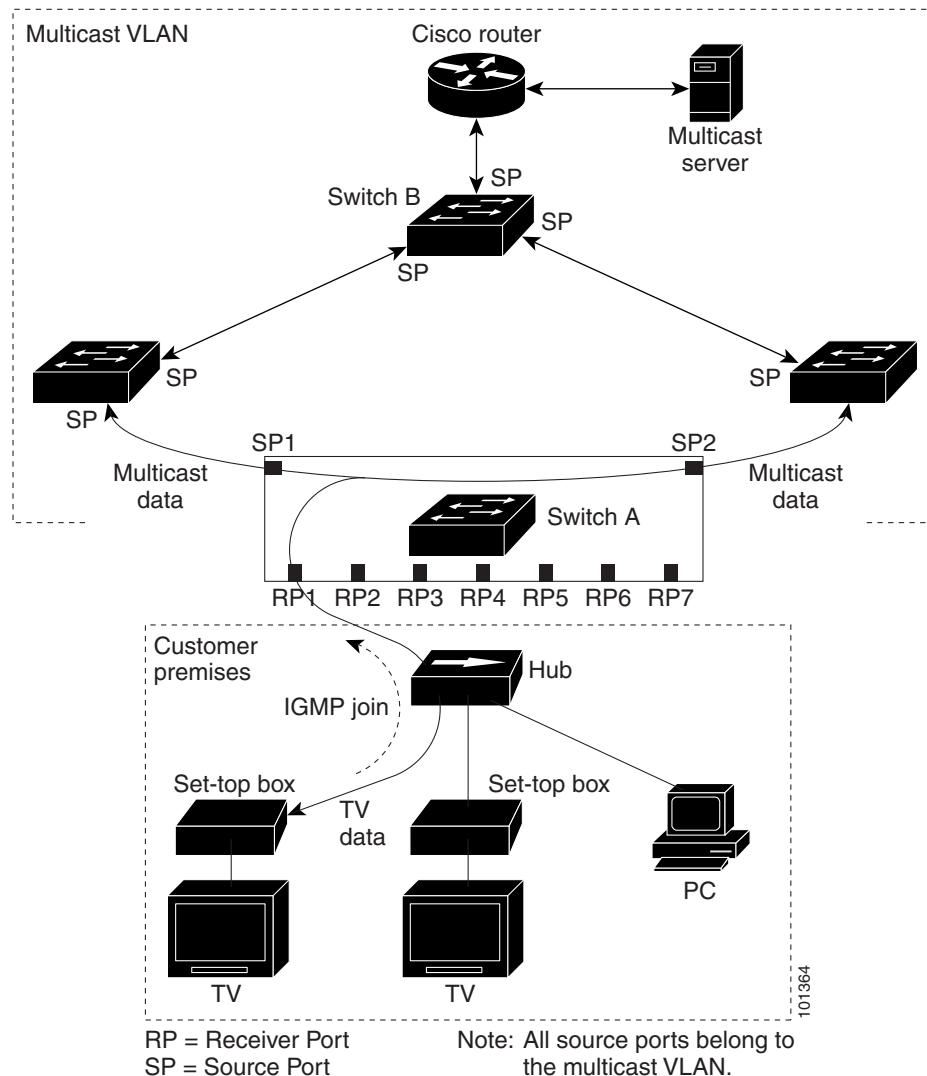 Multicast VLAN
Cisco router
Multicast
server
SP
Switch B
SP
SP
SP
SP
SP
SP1
SP2
Multicast
data
Multicast
data
Switch A
RP1 RP2 RP3 RP4 RP5 RP6 RP7
Customer
premises
Hub
IGMP join
Set-top box
TV
data
Set-top box
PC
TV
TV
101364
RP = Receiver Port
SP = Source Port
Note: All source ports belong to
the multicast VLAN.